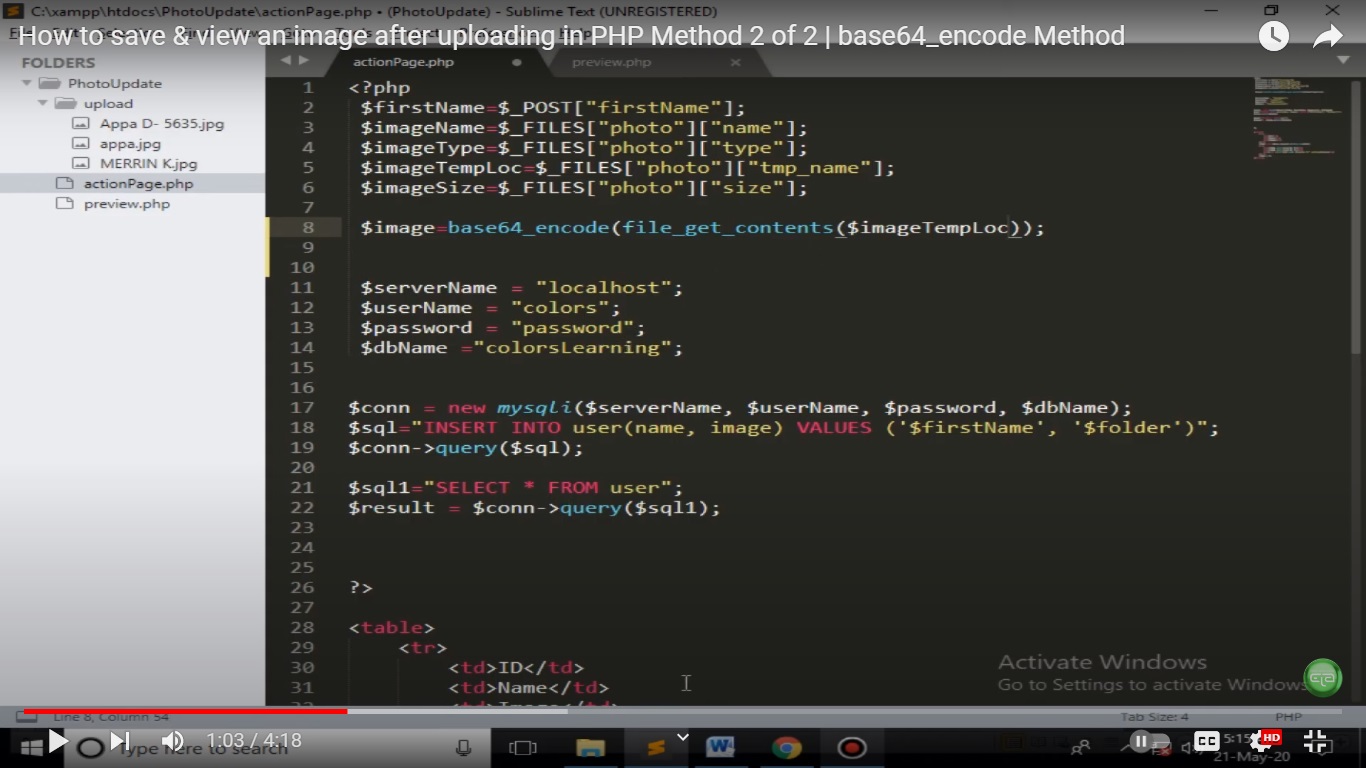 C:\xampp\htdocs\PhotoUpdate\actionPage.php • (PhotoUpdate) - Sublime Text (UNREGISTERED)
How to save & view an image after uploading in PHP Method 2 of 2 | base64_encode Method
FOLDERS
PhotoUpdate
upload
Appa D- 5635.jpg
appa.jpg
MERRIN K.jpg
actionPage.php
preview.php
actionPage.php
preview.php
1 <?php
2 $firstName=$_POST["firstName"];
3 $imageName=$_FILES["photo"]["name"];
4 $imageType=$_FILES["photo"]["type"];
5 $imageTempLoc=$_FILES["photo"]["tmp_name"];
6 $imageSize=$_FILES["photo"]["size"];
7
8 $image=base64_encode(file_get_contents($imageTempLoc));
9
10
11 $serverName = "localhost";
12 $userName = "colors";
13 $password = "password";
14 $dbName ="colorsLearning";
15
16
17 $conn = new mysqli($serverName, $userName, $password, $dbName);
18 $sql="INSERT INTO user(name, image) VALUES ('$firstName', '$folder')";
19 $conn->query($sql);
20
21 $sql1="SELECT * FROM user";
22 $result = $conn->query($sql1);
23
24
25
26 ?>
27
28 <table>
29 <tr>
30 <td>ID</td>
31 <td>Name</td>
32 <td>Image</td>
Activate Windows
Go to Settings to activate Windows.
Line 8, Column 54
Tab Size: 4
PHP
Type here to search
1:03 / 4:18
CC
HD
5:15
21-May-20